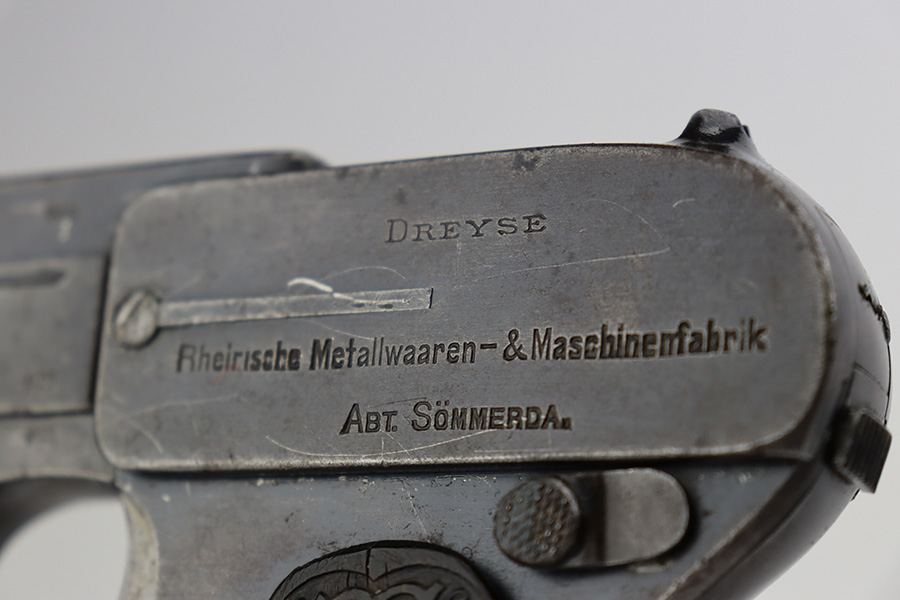 DREYSE
Rheinische Metallwaaren-&Maschinenfabrik
ABT. SÖMMERDA.